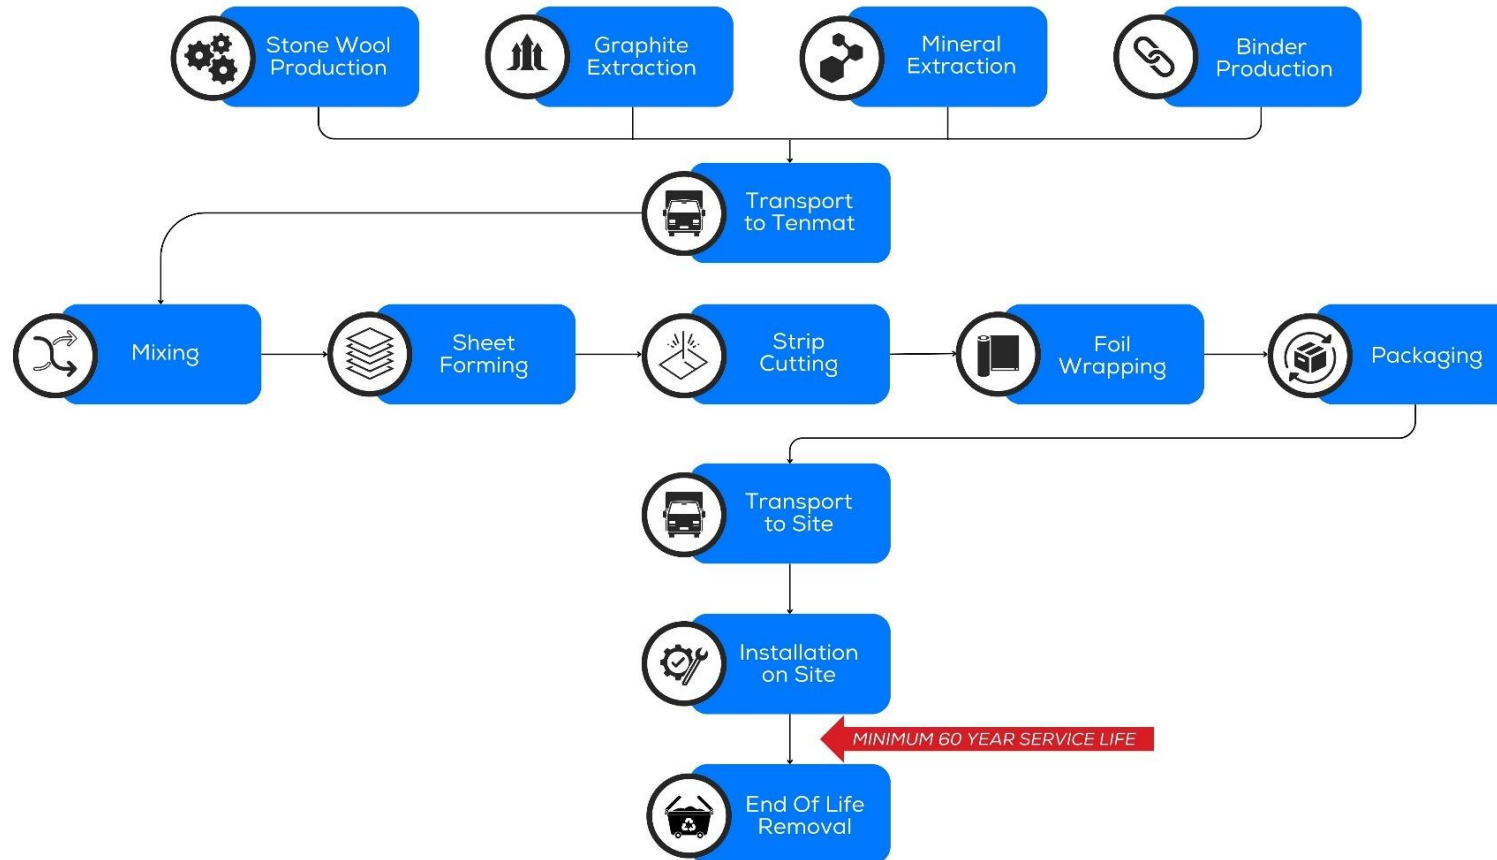 Stone Wool
Production
Graphite
Extraction
Mineral
Extraction
Binder
Production
Transport
to Tenmat
Mixing
Sheet
Forming
Strip
Cutting
Foil
Wrapping
Packaging
Transport
to Site
Installation
on Site
MINIMUM 60 YEAR SERVICE LIFE
End Of Life
Removal